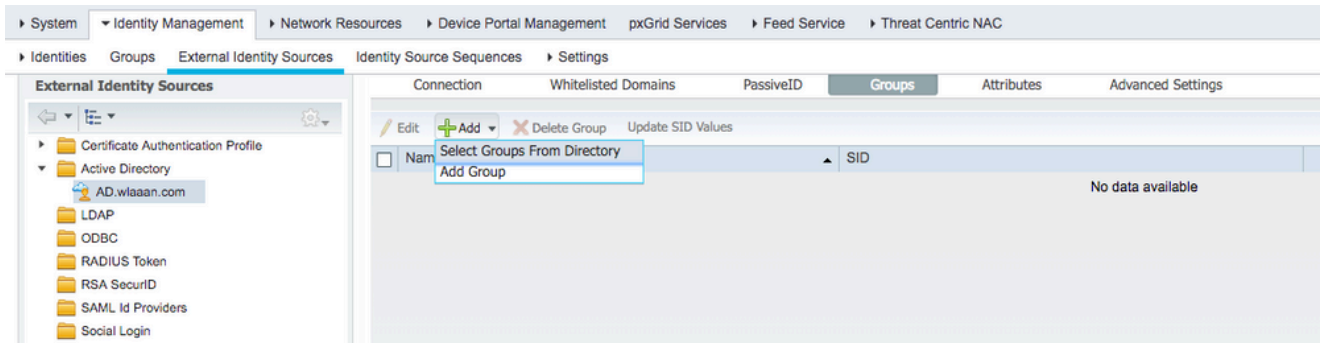 System Identity Management Network Resources Device Portal Management pxGrid Services Feed Service Threat Centric NAC
Identities Groups External Identity Sources Identity Source Sequences Settings
External Identity Sources
Connection Whitelisted Domains PassiveID Groups Attributes Advanced Settings
Edit Add Delete Group Update SID Values
Nam SID
Select Groups From Directory
Add Group
No data available
Certificate Authentication Profile
Active Directory
AD.wlaaan.com
LDAP
ODBC
RADIUS Token
RSA SecurID
SAML Id Providers
Social Login